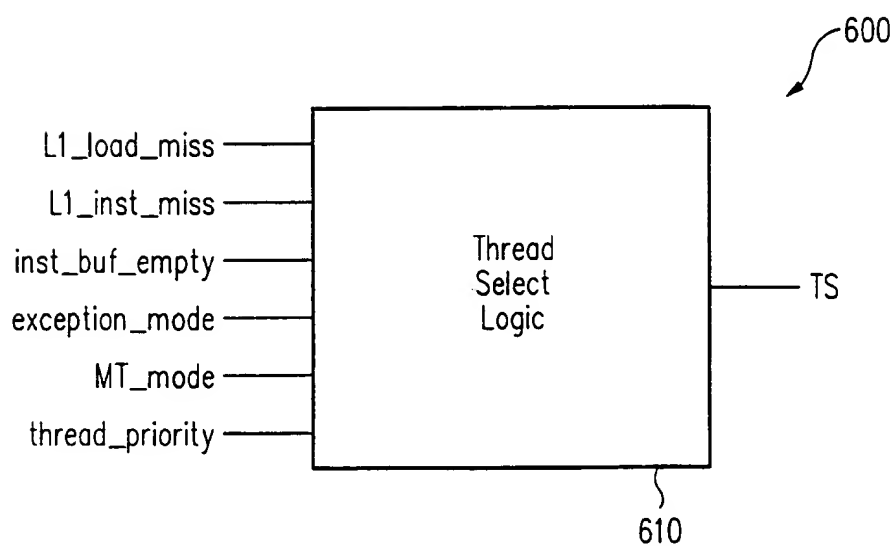 600
L1_load_miss
L1_inst_miss
inst_buf_empty
exception_mode
MT_mode
thread_priority
Thread
Select
Logic
TS
610